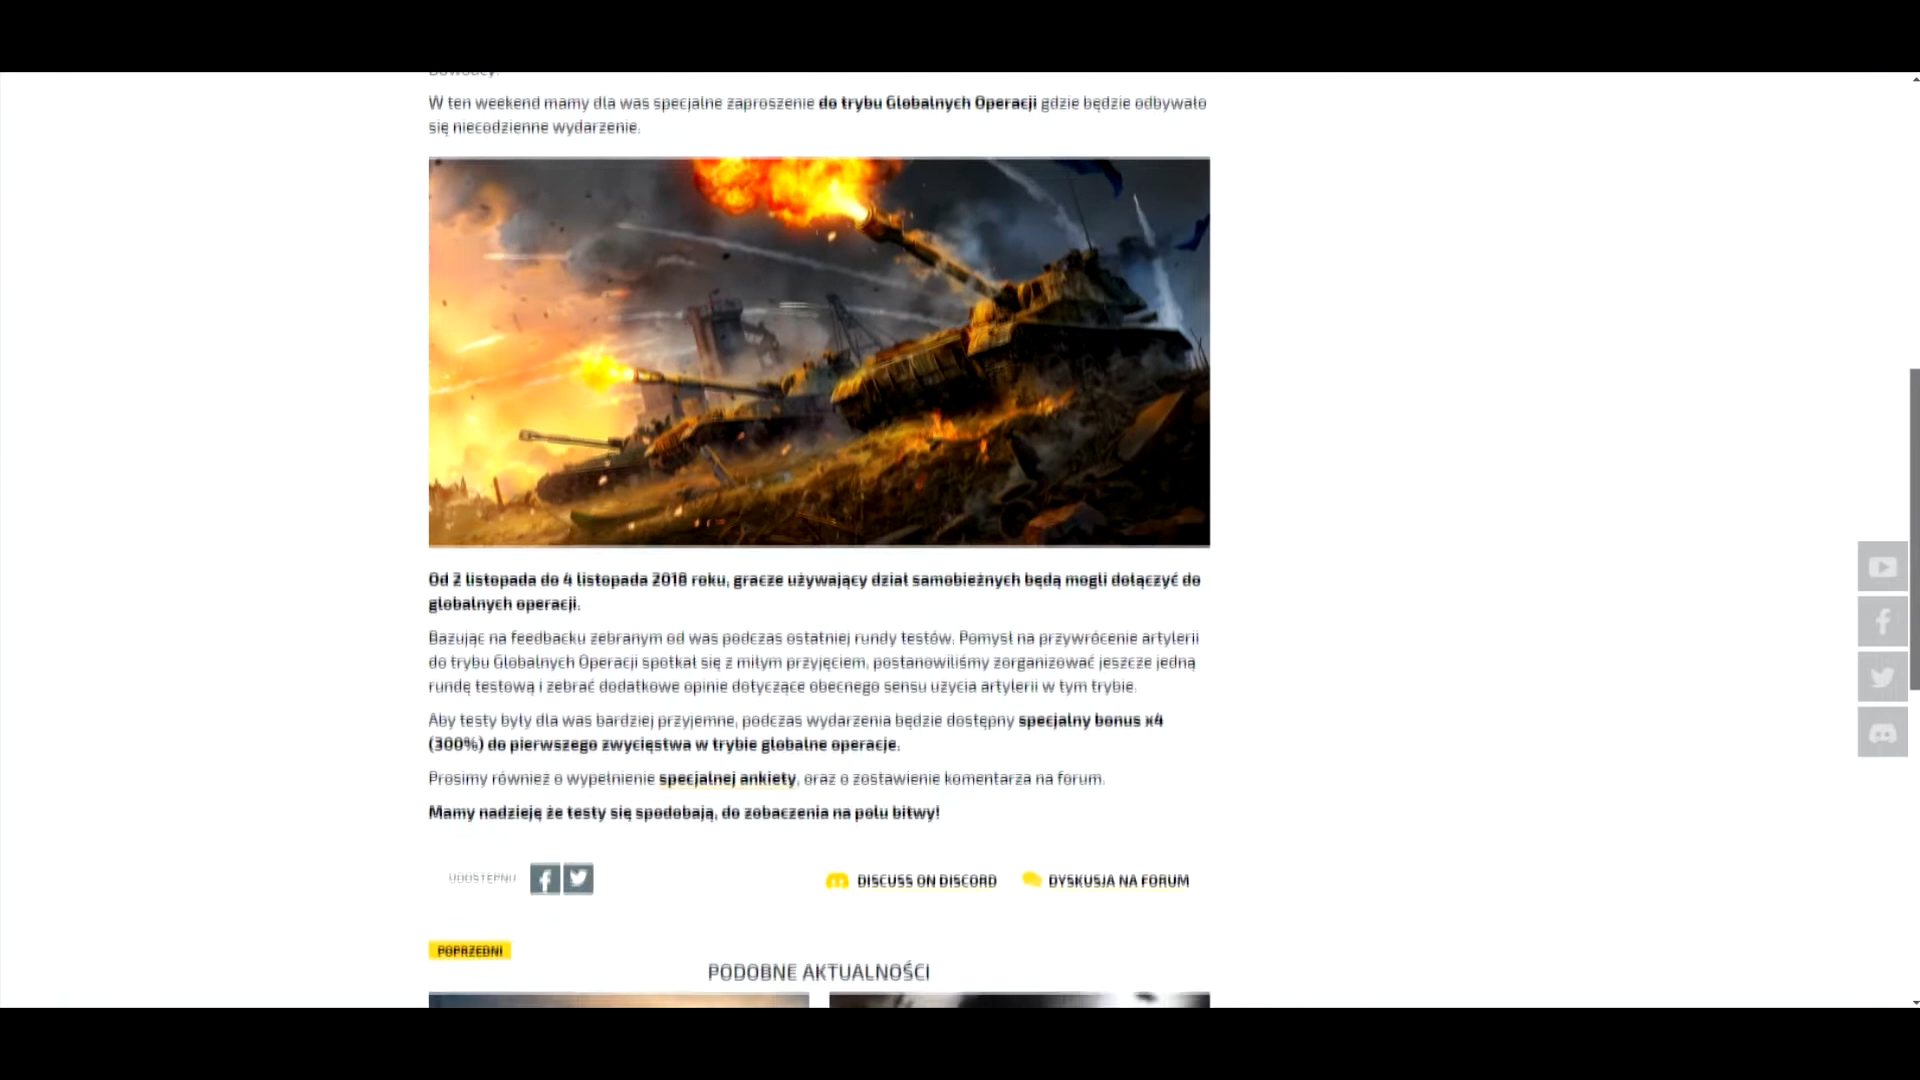 Dowódcy!
W ten weekend mamy dla was specjalne zaproszenie do trybu Globalnych Operacji gdzie będzie odbywało
się niecodzienne wydarzenie.
Od 2 listopada do 4 listopada 2018 roku, gracze używający dział samobieżnych będą mogli dołączyć do
globalnych operacji.
Bazując na feedbacku zebranym od was podczas ostatniej rundy testów. Pomysł na przywrócenie artylerii
do trybu Globalnych Operacji spotkał się z miłym przyjęciem, postanowiliśmy zorganizować jeszcze jedną
rundę testową i zebrać dodatkowe opinie dotyczące obecnego sensu użycia artylerii w tym trybie.
Aby testy były dla was bardziej przyjemne, podczas wydarzenia będzie dostępny specjalny bonus x4
(300%) do pierwszego zwycięstwa w trybie globalne operacje.
Prosimy również o wypełnienie specjalnej ankiety, oraz o zostawienie komentarza na forum.
Mamy nadzieję że testy się spodobają, do zobaczenia na polu bitwy!
UDOSTĘPNIJ
DISCUSS ON DISCORD
DYSKUSJA NA FORUM
POPRZEDNI
PODOBNE AKTUALNOŚCI